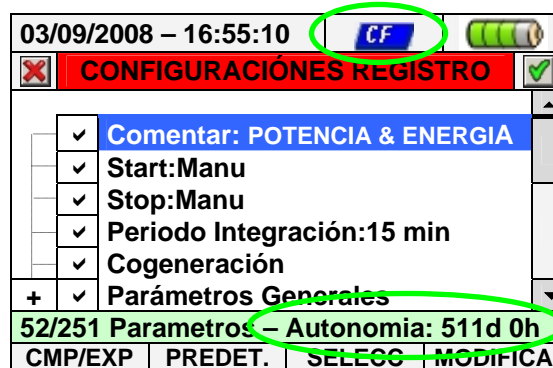 03/09/2008 – 16:55:10 CF
CONFIGURACIÓNES REGISTRO
Comentar: POTENCIA & ENERGIA
Start:Manu
Stop:Manu
Periodo Integración:15 min
Cogeneración
+ Parámetros Generales
52/251 Parametros – Autonomia: 511d 0h
CMP/EXP PREDET. SELECC MODIFICA